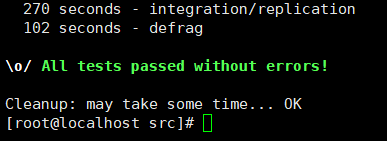 270 seconds - integration/replication
102 seconds - defrag
\o/ All tests passed without errors!
Cleanup: may take some time... OK
[root@localhost src]#